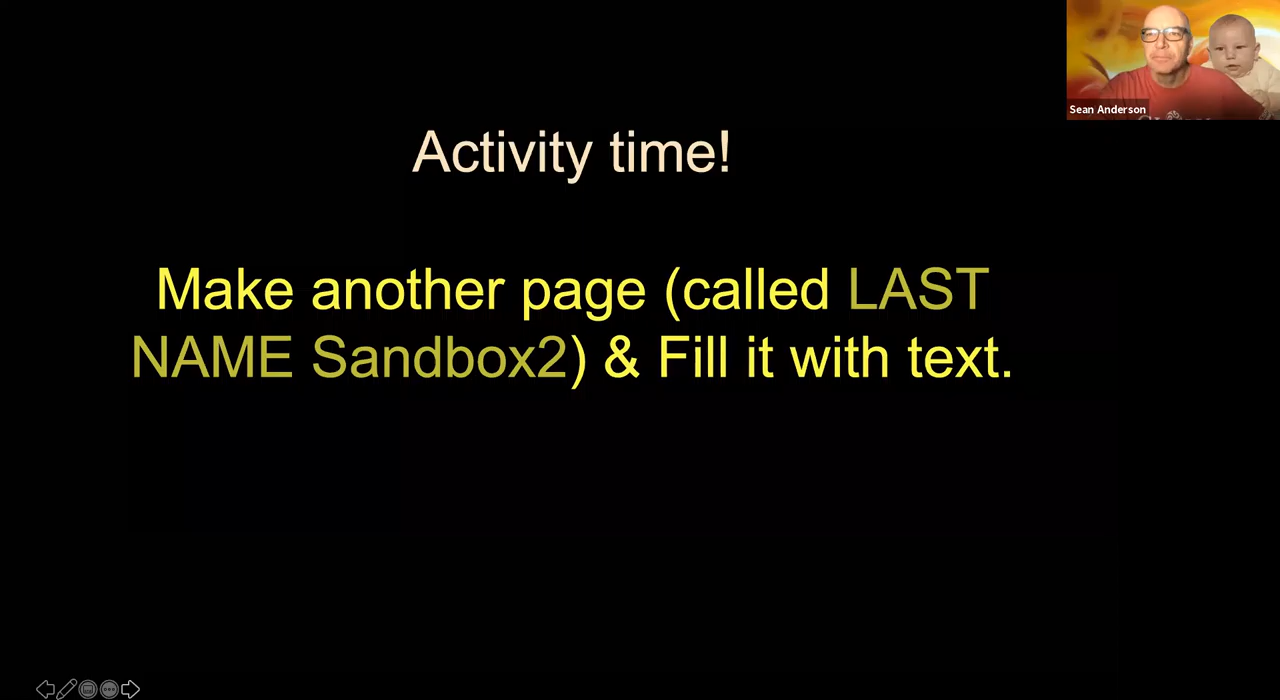 Sean Anderson
Activity time!
Make another page (called LAST
NAME Sandbox2) & Fill it with text.